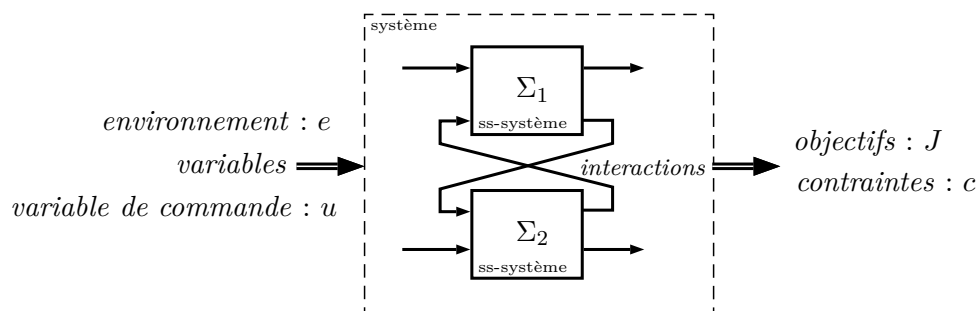 système
Σ₁
ss-système
environnement : e
variables
variable de commande : u
interactions
objectifs : J
contraintes : c
Σ₂
ss-système